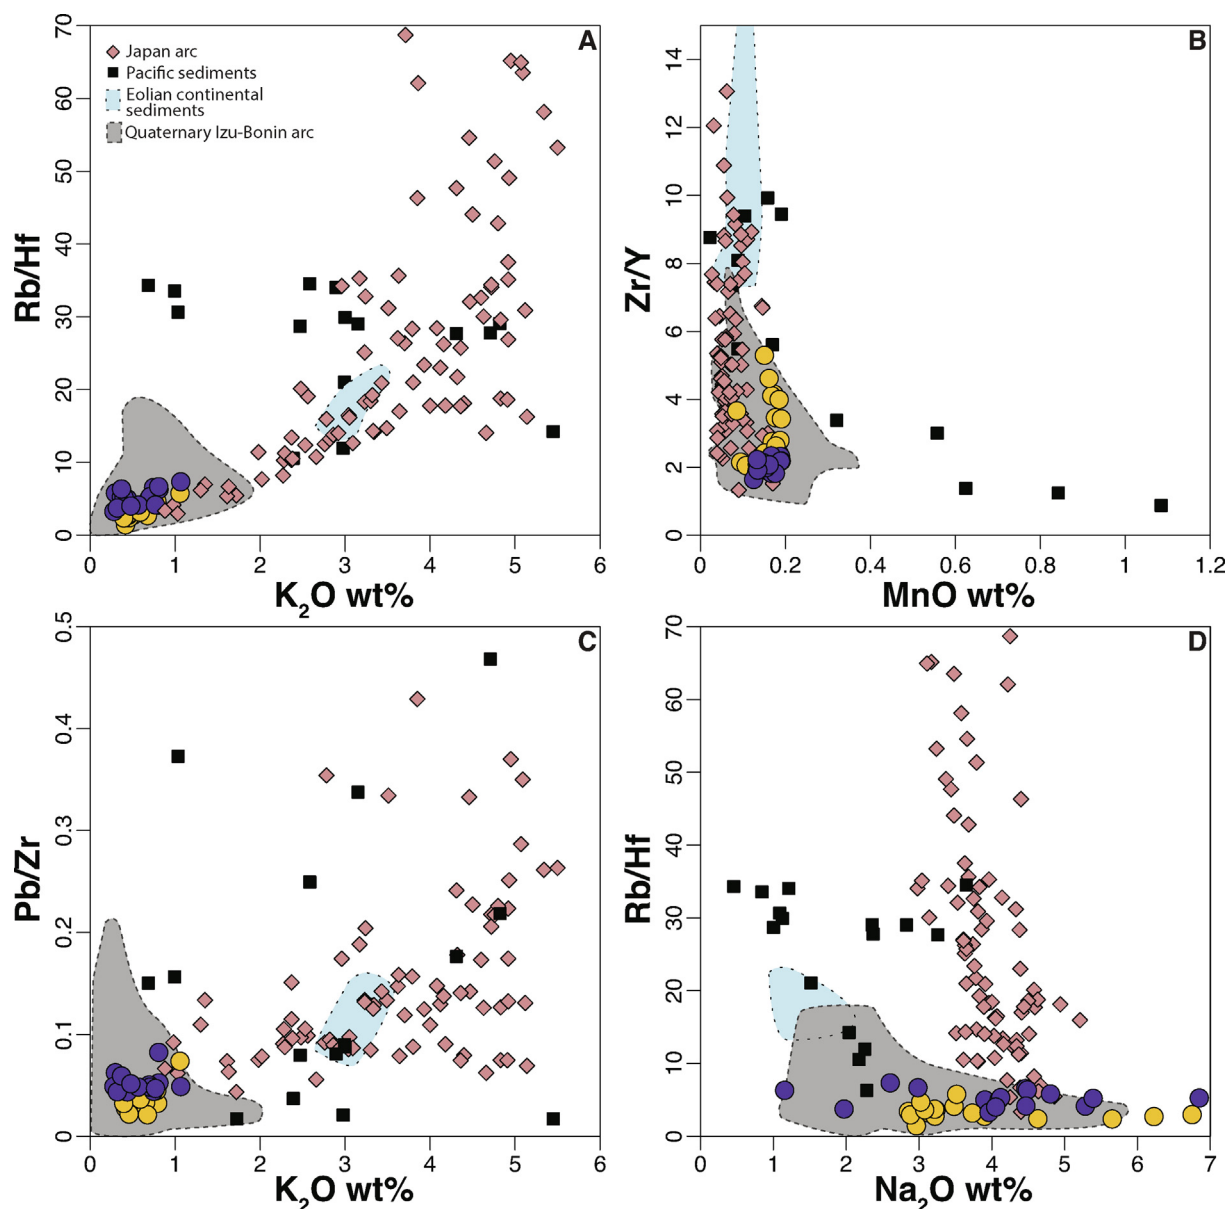 A
Japan arc
Pacific sediments
Eolian continental
sediments
Quaternary Izu-Bonin arc
Rb/Hf
0 10 20 30 40 50 60 70
0 1 2 3 4 5 6
K2O wt%
B
Zr/Y
0 2 4 6 8 10 12 14
0 0.2 0.4 0.6 0.8 1 1.2
MnO wt%
C
Pb/Zr
0 0.1 0.2 0.3 0.4 0.5
0 1 2 3 4 5 6
K2O wt%
D
Rb/Hf
0 10 20 30 40 50 60 70
0 1 2 3 4 5 6 7
Na2O wt%